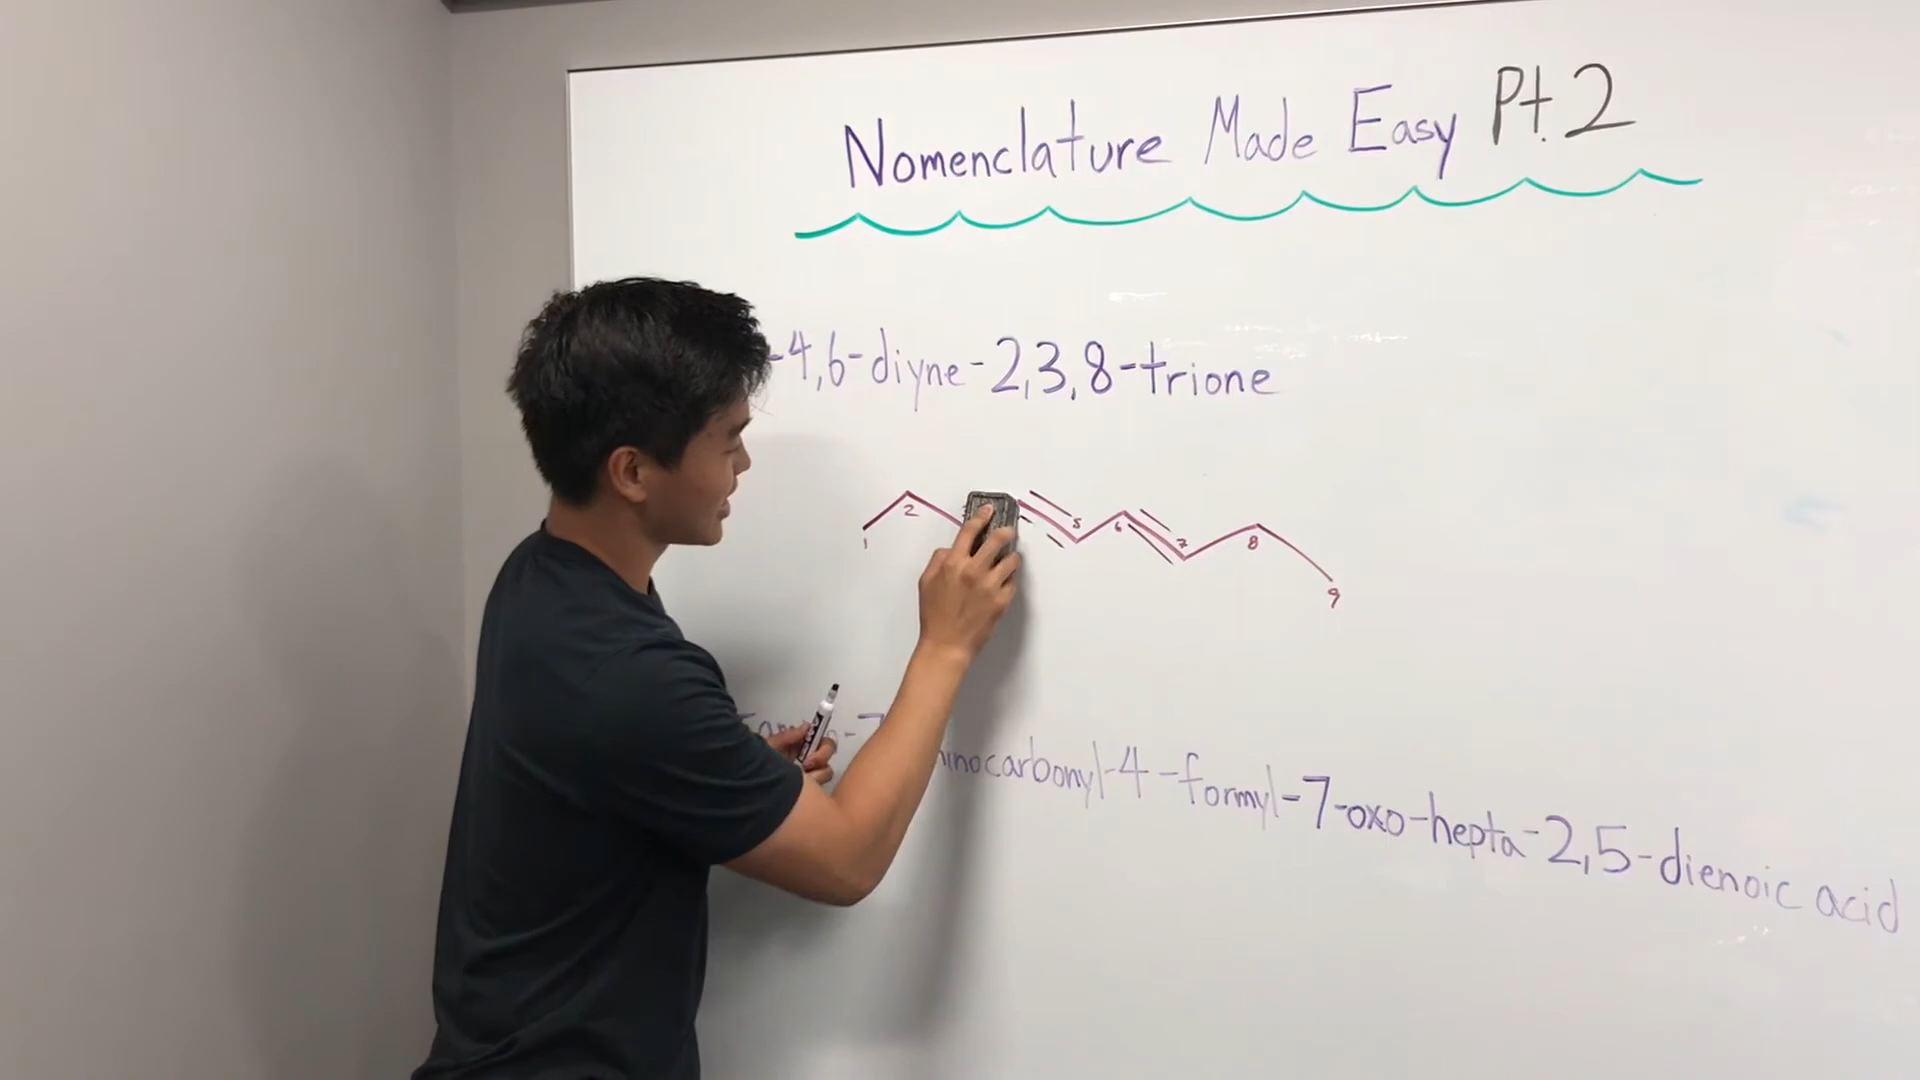 Nomenclature Made Easy Pt. 2
-4,6-diyne-2,3,8-trione
1 2 5 6 7 8 9
inocarbonyl-4-formyl-7-oxo-hepta-2,5-dienoic acid